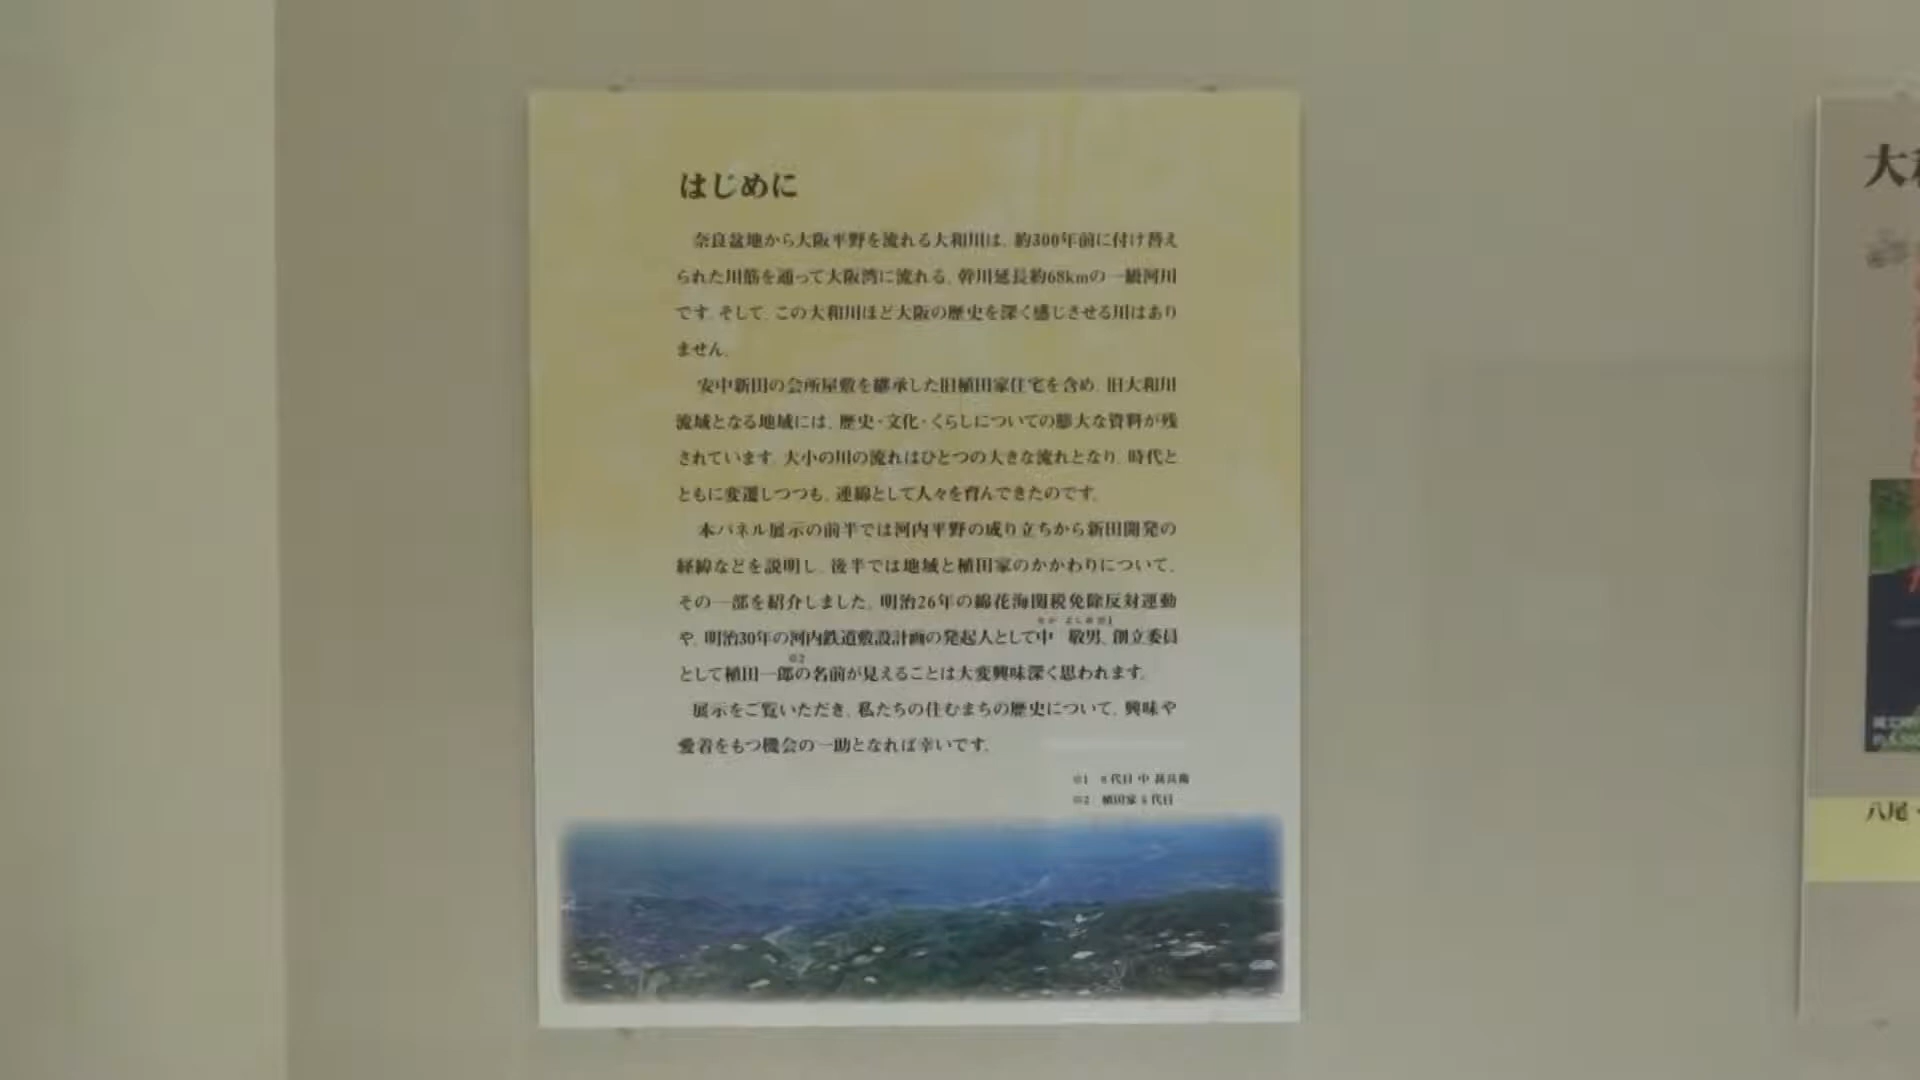 はじめに
奈良盆地から大阪平野を流れる大和川は、約300年前に付け替え
られた川筋を通って大阪湾に流れる、幹川延長約68kmの一級河川
です。そして、この大和川ほど大阪の歴史を深く感じさせる川はあり
ません。
安中新田の会所屋敷を継承した旧植田家住宅を含め、旧大和川
流域となる地域には、歴史・文化・くらしについての膨大な資料が残
されています。大小の川の流れはひとつの大きな流れとなり、時代と
ともに変遷しつつも、連綿として人々を育んできたのです。
本パネル展示の前半では河内平野の成り立ちから新田開発の
経緯などを説明し、後半では地域と植田家のかかわりについて、
その一部を紹介しました。明治26年の綿花海関税免除反対運動
や、明治30年の河内鉄道敷設計画の発起人として中 敬男、創立委員
※2
として植田一郎の名前が見えることは大変興味深く思われます。
展示をご覧いただき、私たちの住むまちの歴史について、興味や
愛着をもつ機会の一助となれば幸いです。
※1 代目 中 甚兵衛
※2 植田家 代目
大
八尾・